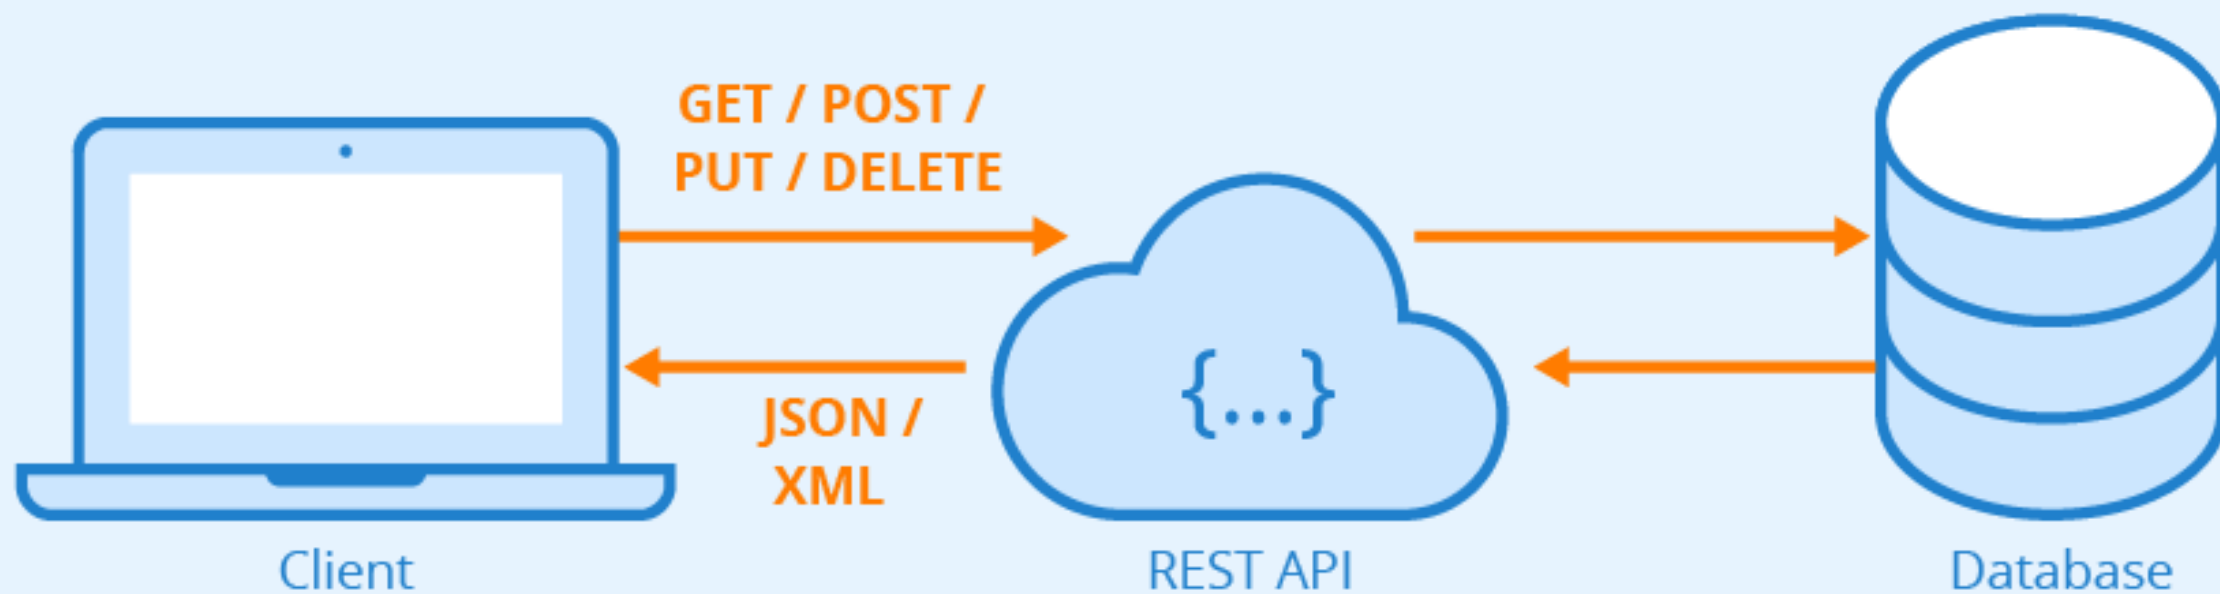 GET / POST /
PUT / DELETE
{...}
JSON /
XML
Client
REST API
Database